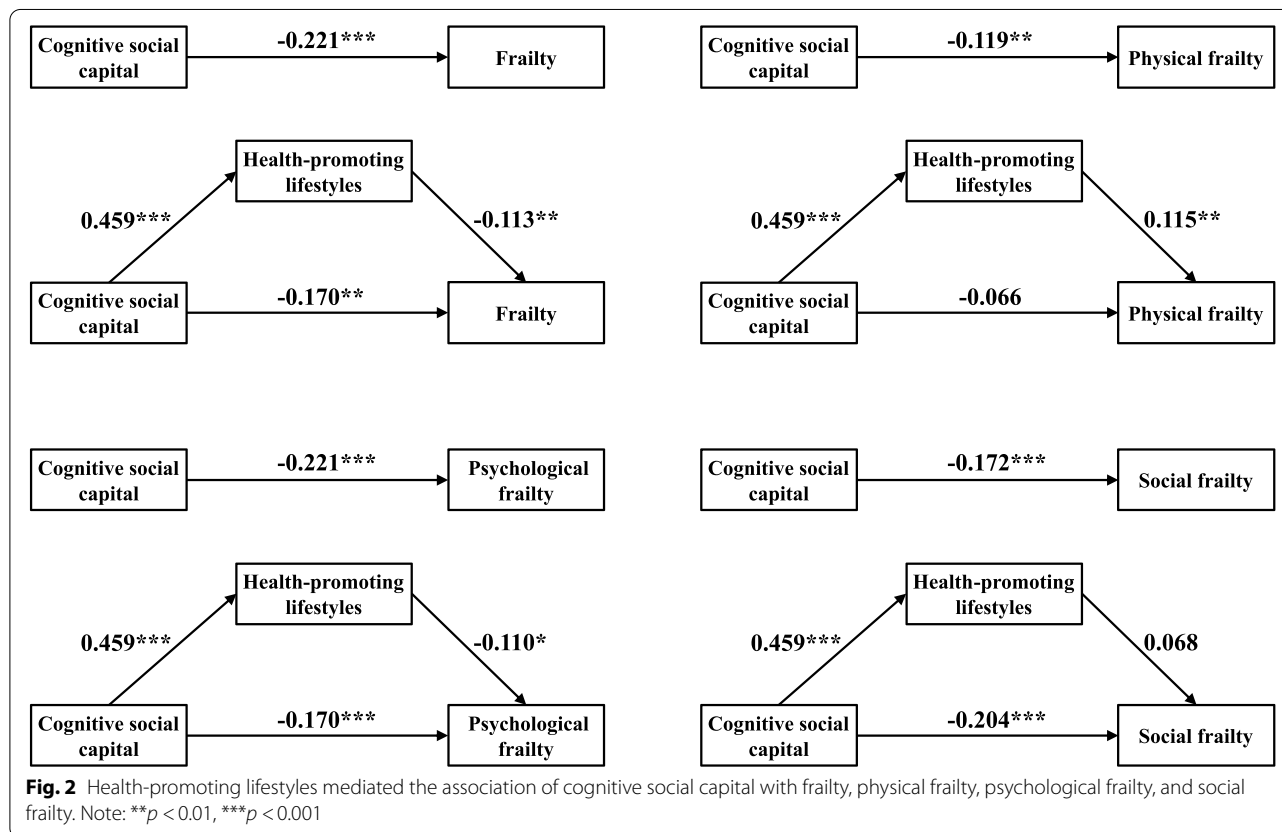 Cognitive social
capital
-0.221***
Frailty
Cognitive social
capital
-0.119**
Physical frailty
Health-promoting
lifestyles
0.459***
-0.113**
Cognitive social
capital
-0.170**
Frailty
Health-promoting
lifestyles
0.459***
0.115**
Cognitive social
capital
-0.066
Physical frailty
Cognitive social
capital
-0.221***
Psychological
frailty
Cognitive social
capital
-0.172***
Social frailty
Health-promoting
lifestyles
0.459***
-0.110*
Cognitive social
capital
-0.170***
Psychological
frailty
Health-promoting
lifestyles
0.459***
0.068
Cognitive social
capital
-0.204***
Social frailty
Fig. 2 Health-promoting lifestyles mediated the association of cognitive social capital with frailty, physical frailty, psychological frailty, and social
frailty. Note: **p < 0.01, ***p < 0.001